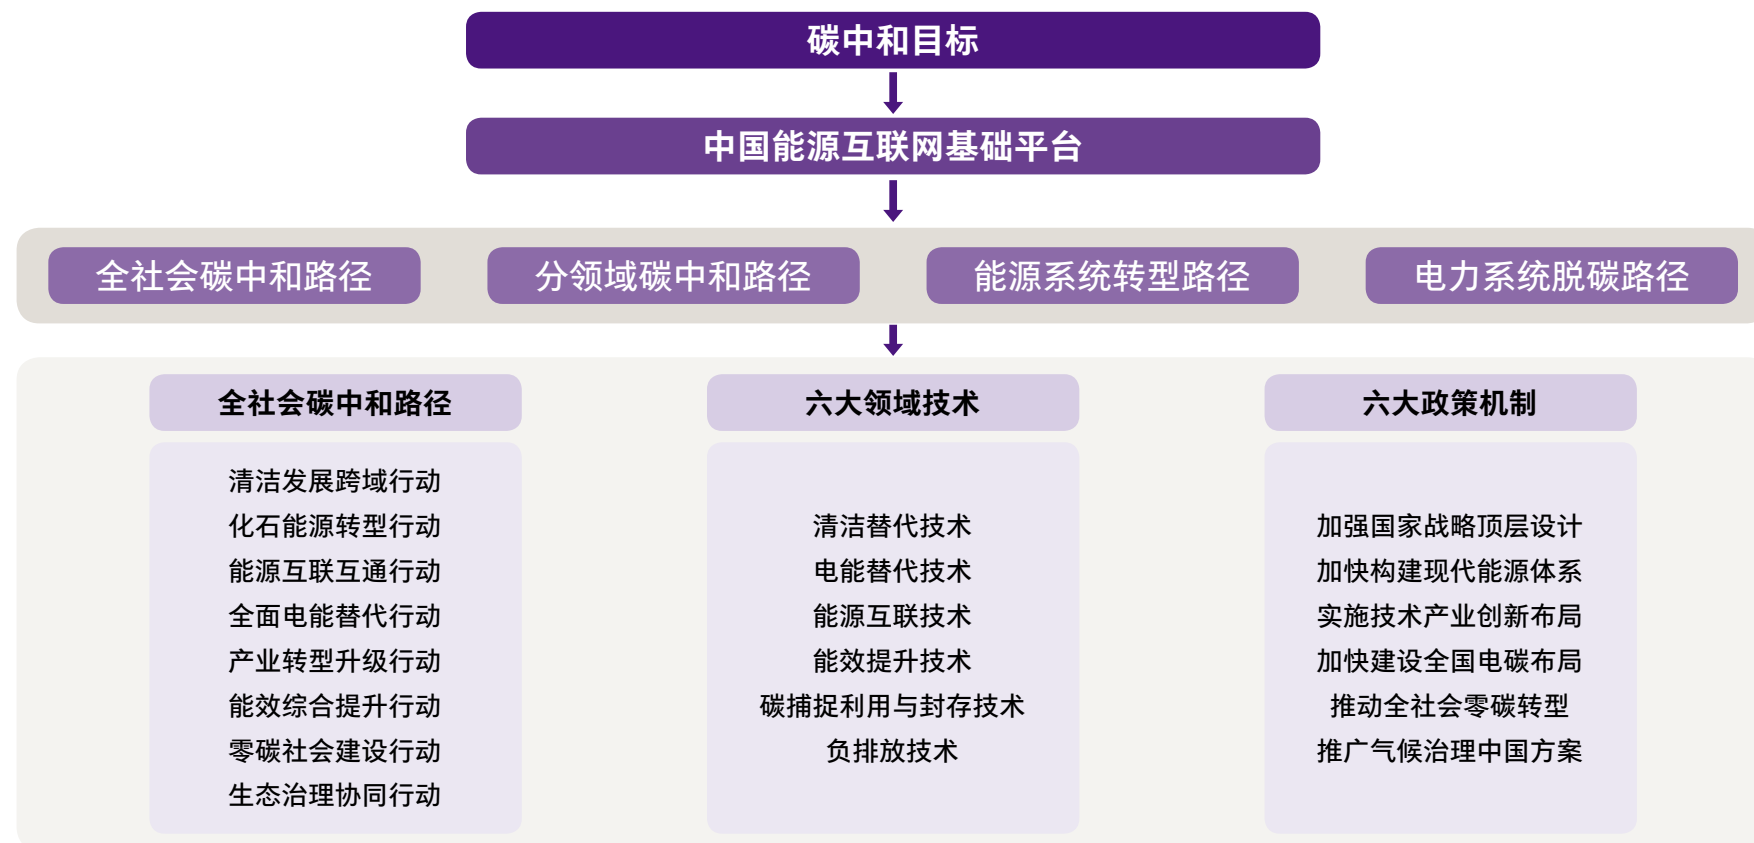 碳中和目标
中国能源互联网基础平台
全社会碳中和路径
分领域碳中和路径
能源系统转型路径
电力系统脱碳路径
全社会碳中和路径
清洁发展跨域行动
化石能源转型行动
能源互联互通行动
全面电能替代行动
产业转型升级行动
能效综合提升行动
零碳社会建设行动
生态治理协同行动
六大领域技术
清洁替代技术
电能替代技术
能源互联技术
能效提升技术
碳捕捉利用与封存技术
负排放技术
六大政策机制
加强国家战略顶层设计
加快构建现代能源体系
实施技术产业创新布局
加快建设全国电碳布局
推动全社会零碳转型
推广气候治理中国方案